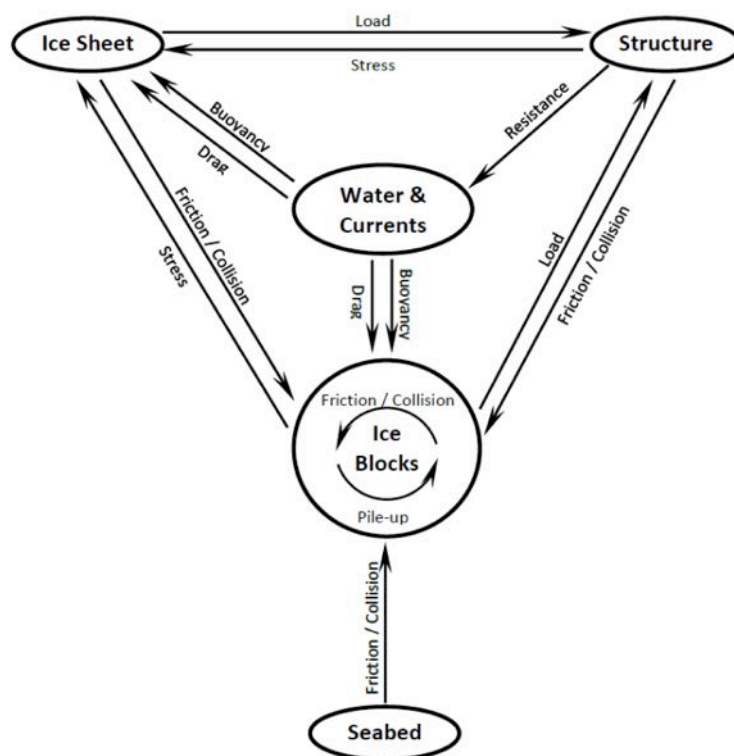 Load
Ice Sheet
Structure
Stress
Buoyancy
Drag
Resistance
Water &
Currents
Friction / Collision
Stress
Drag
Buoyancy
Load
Friction / Collision
Friction / Collision
Ice
Blocks
Pile-up
Friction / Collision
Seabed